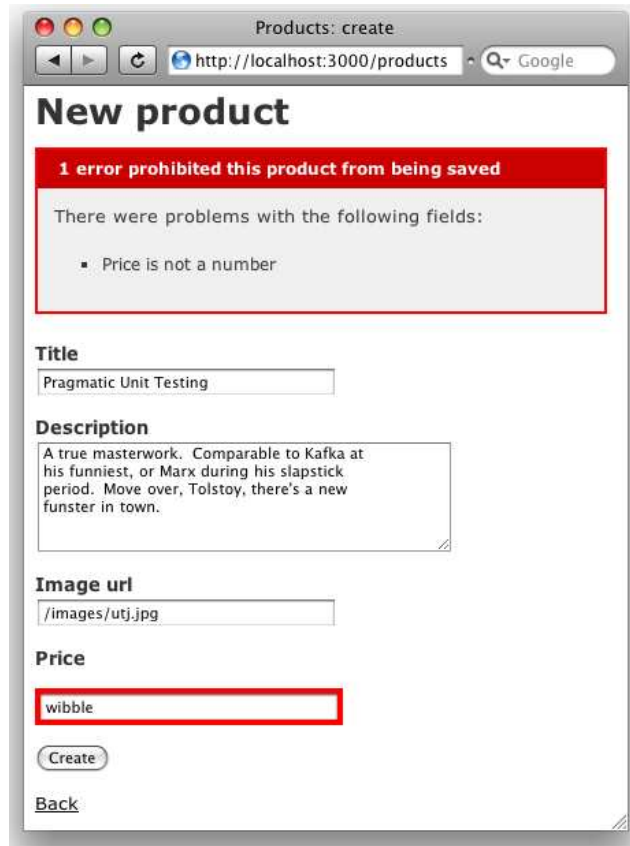 Products: create
http://localhost:3000/products
Google
New product
1 error prohibited this product from being saved
There were problems with the following fields:
Price is not a number
Title
Pragmatic Unit Testing
Description
A true masterwork. Comparable to Kafka at
his funniest, or Marx during his slapstick
period. Move over, Tolstoy, there's a new
funster in town.
Image url
/images/utj.jpg
Price
wibble
Create
Back